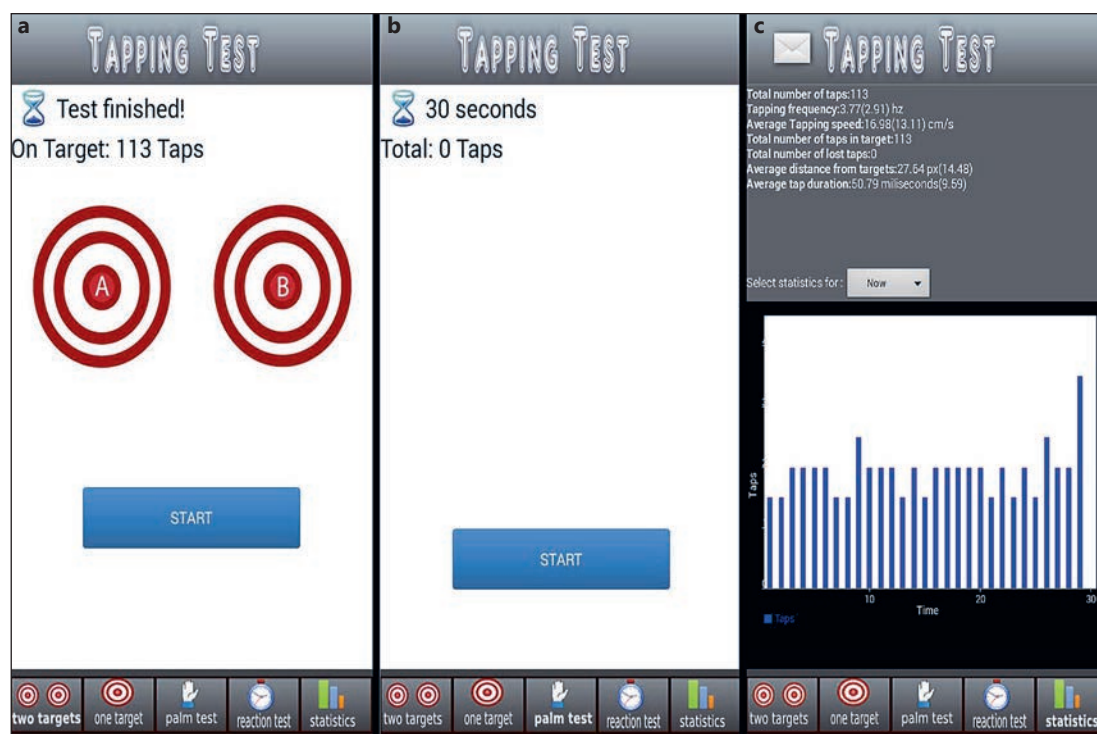 a
TAPPING TEST
Test finished!
On Target: 113 Taps
A
B
START
two targets
one target
palm test
reaction test
statistics
b
TAPPING TEST
30 seconds
Total: 0 Taps
START
two targets
one target
palm test
reaction test
statistics
c
TAPPING TEST
Total number of taps:113
Tapping frequency:3.77(2.91) hz
Average Tapping speed:16.98(13.11) cm/s
Total number of taps in target:113
Total number of lost taps:0
Average distance from targets:27.64 px(14.48)
Average tap duration:50.79 miliseconds(9.59)
Select statistics for:
Now
Taps
10
20
30
Time
Taps
two targets
one target
palm test
reaction test
statistics